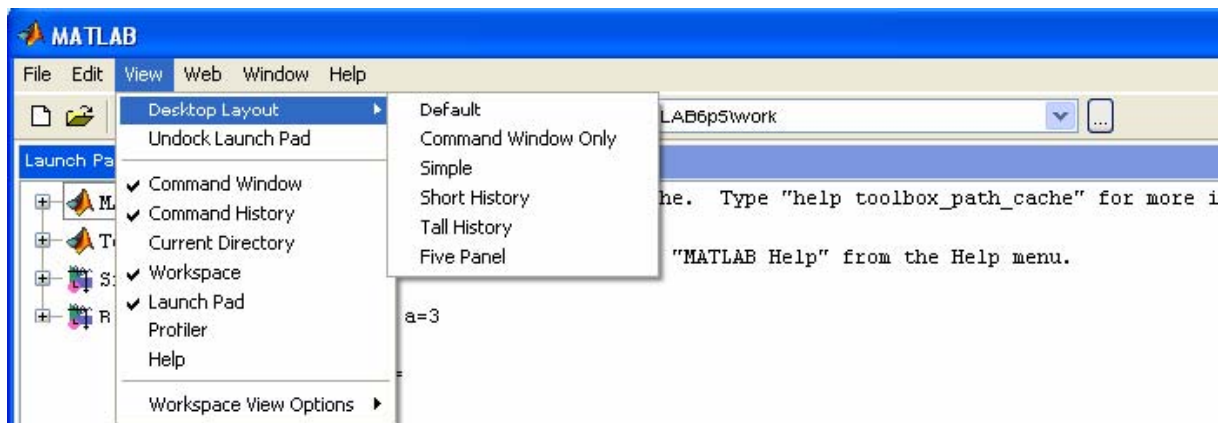 MATLAB
File Edit View Web Window Help
Desktop Layout
Undock Launch Pad
Command Window
Command History
Current Directory
Workspace
Launch Pad
Profiler
Help
Workspace View Options
Default
Command Window Only
Simple
Short History
Tall History
Five Panel
LAB6p5\work
...
Launch Pa
he. Type "help toolbox_path_cache" for more i
"MATLAB Help" from the Help menu.
a=3
=